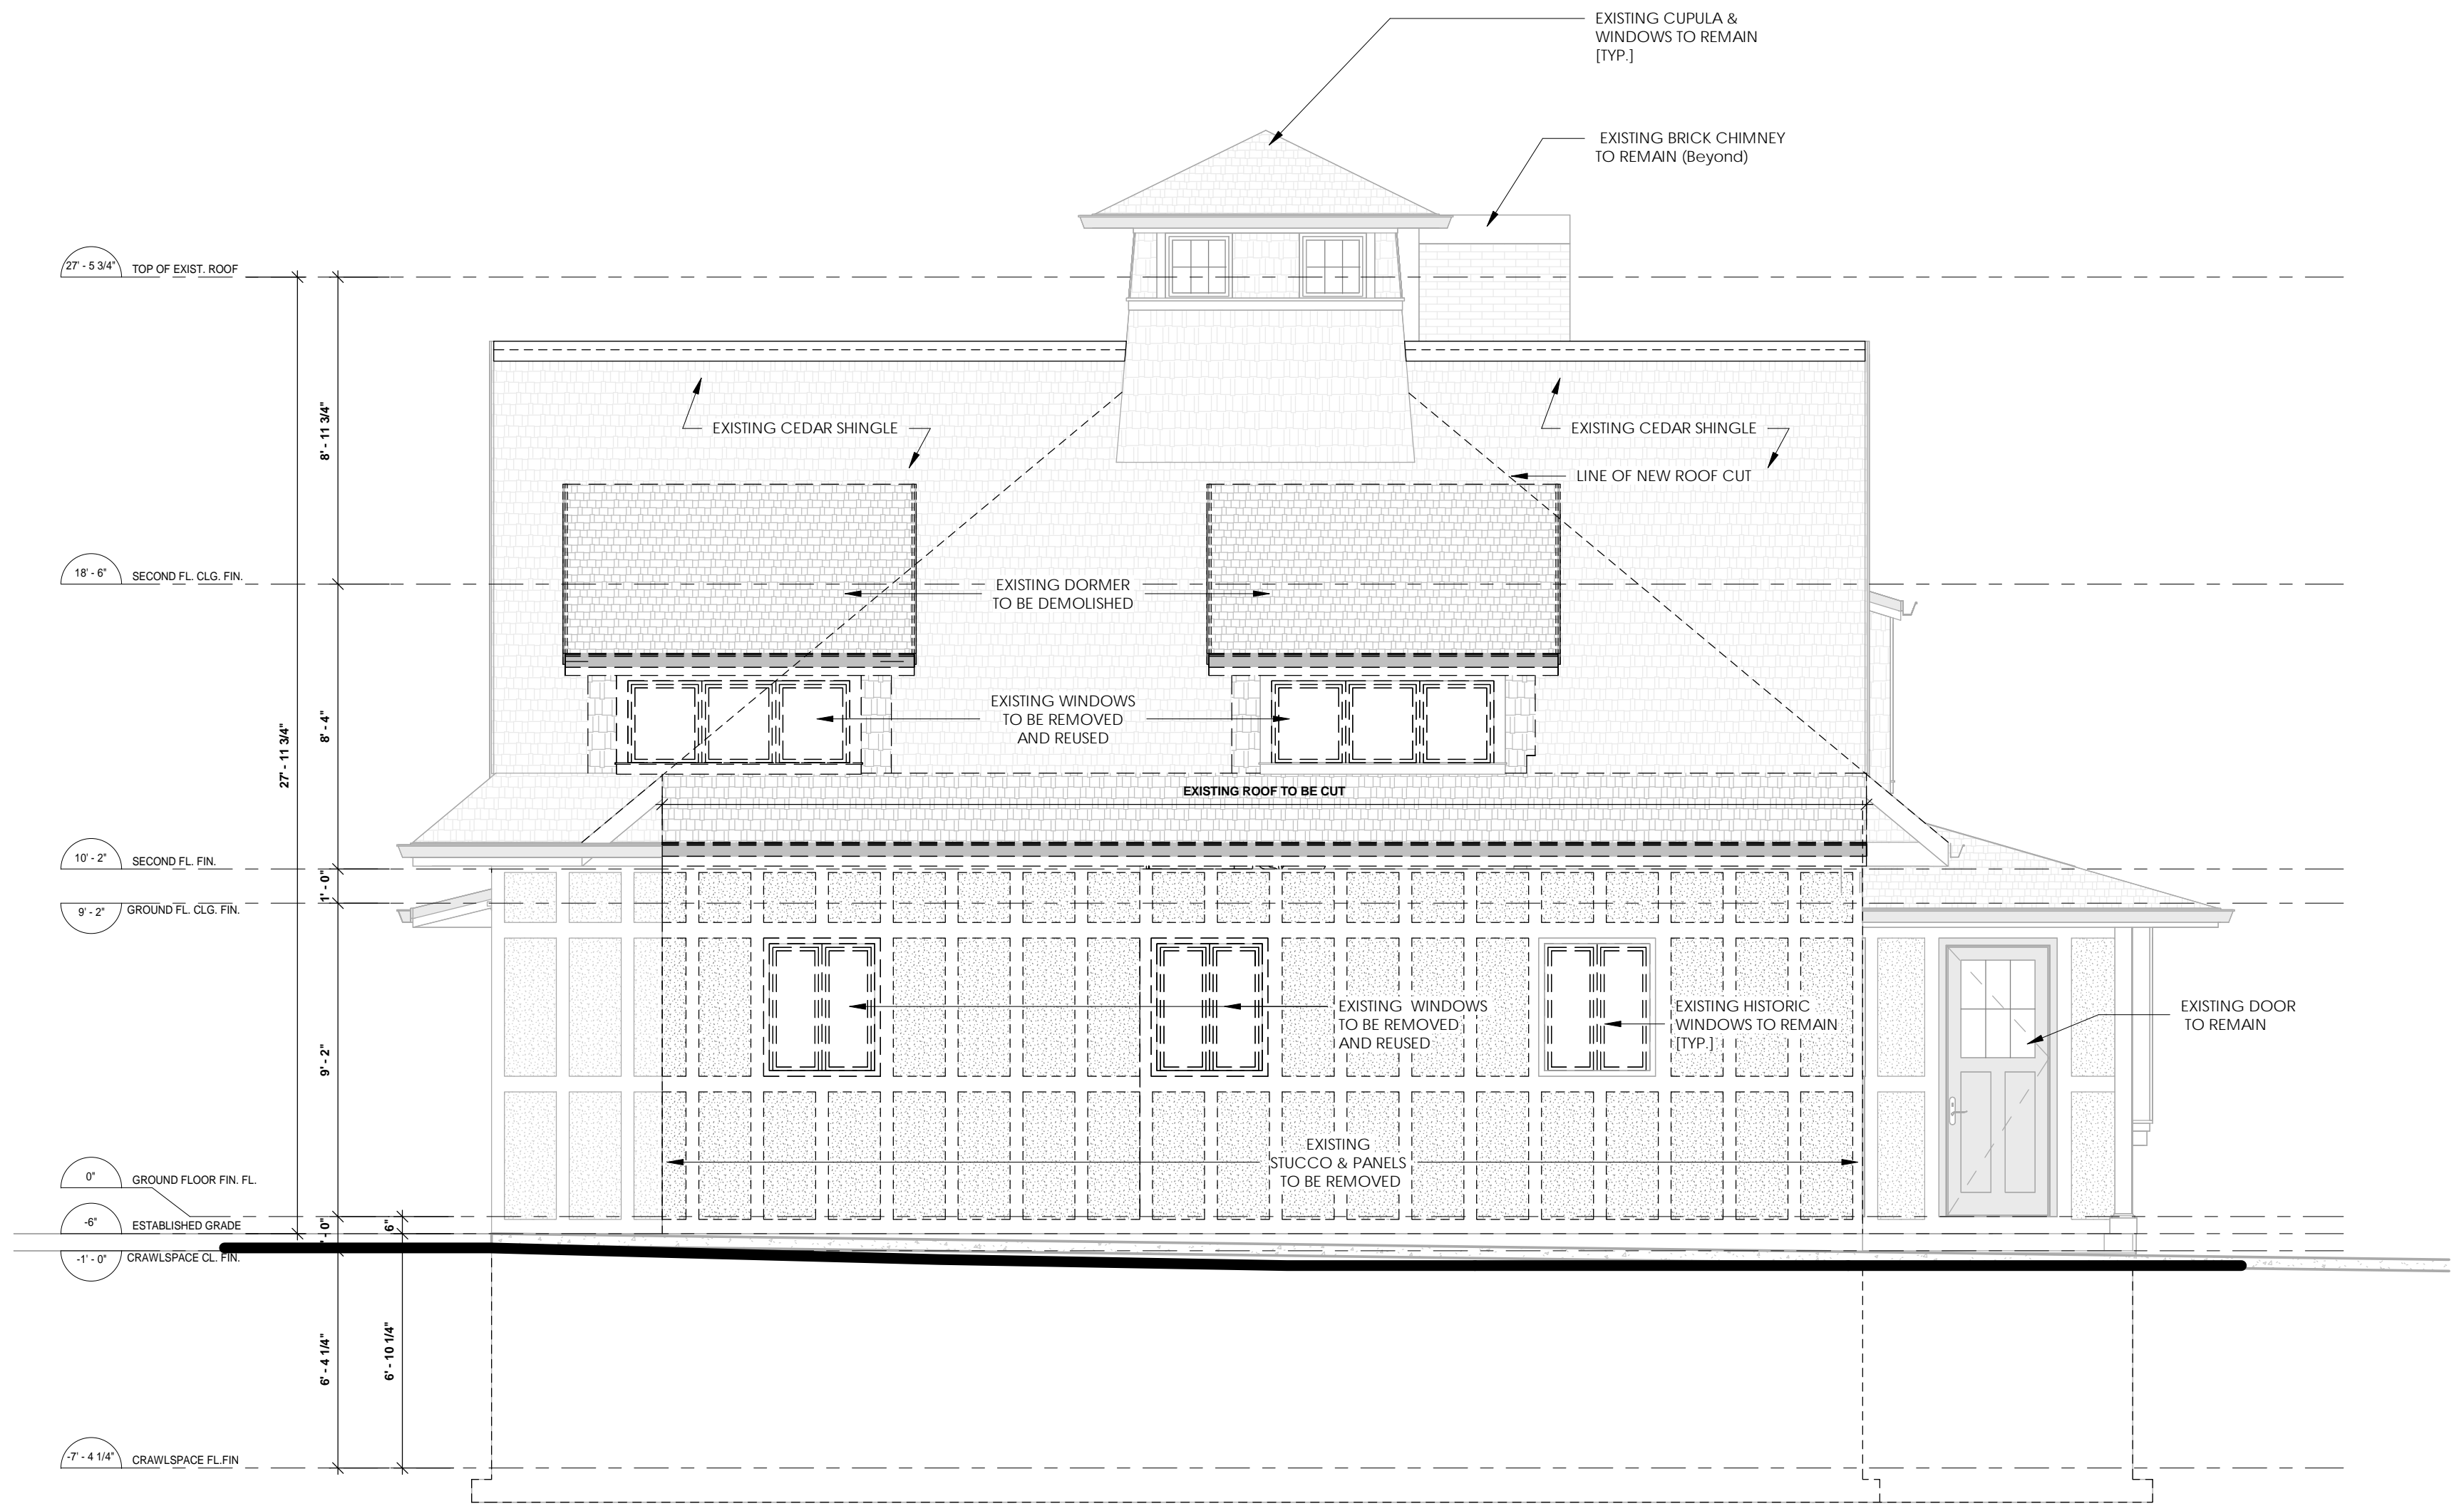 EXISTING CUPULA &
WINDOWS TO REMAIN
[TYP.]
EXISTING BRICK CHIMNEY
TO REMAIN (Beyond)
27' - 5 3/4"
TOP OF EXIST. ROOF
8' - 11 3/4"
EXISTING CEDAR SHINGLE
EXISTING CEDAR SHINGLE
LINE OF NEW ROOF CUT
18' - 6"
SECOND FL. CLG. FIN.
EXISTING DORMER
TO BE DEMOLISHED
EXISTING WINDOWS
TO BE REMOVED
AND REUSED
27' - 11 3/4"
8' - 4"
EXISTING ROOF TO BE CUT
10' - 2"
SECOND FL. FIN.
1' - 0"
9' - 2"
GROUND FL. CLG. FIN.
9' - 2"
EXISTING WINDOWS
TO BE REMOVED
AND REUSED
EXISTING HISTORIC
WINDOWS TO REMAIN
[TYP.]
EXISTING DOOR
TO REMAIN
EXISTING
STUCCO & PANELS
TO BE REMOVED
0"
GROUND FLOOR FIN. FL.
-6"
ESTABLISHED GRADE
6"
-1' - 0"
CRAWLSPACE CL. FIN.
6' - 4 1/4"
6' - 10 1/4"
-7' - 4 1/4"
CRAWLSPACE FL.FIN